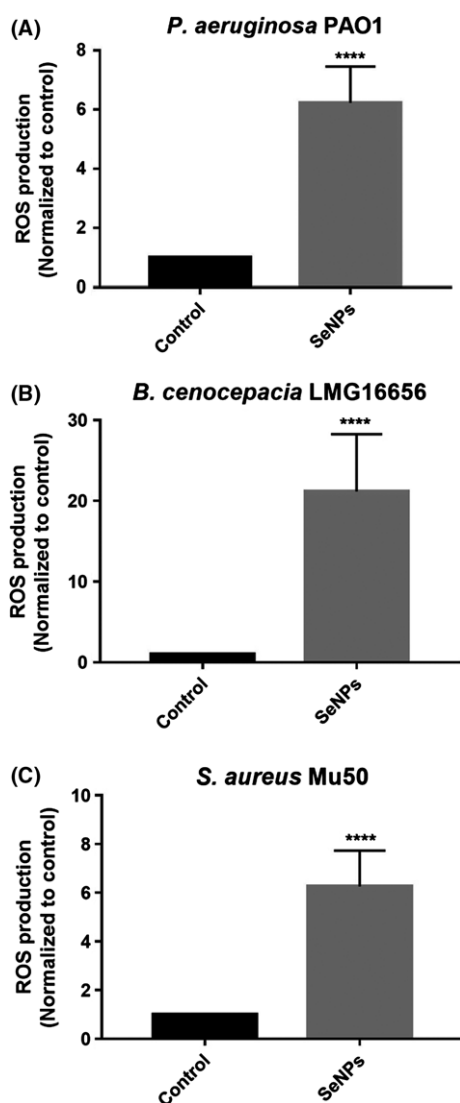 (A)
P. aeruginosa PAO1
ROS production
(Normalized to control)
8
6
4
2
0
****
Control
SeNPs
(B)
B. cenocepacia LMG16656
ROS production
(Normalized to control)
30
20
10
0
****
Control
SeNPs
(C)
S. aureus Mu50
ROS production
(Normalized to control)
10
8
6
4
2
0
****
Control
SeNPs